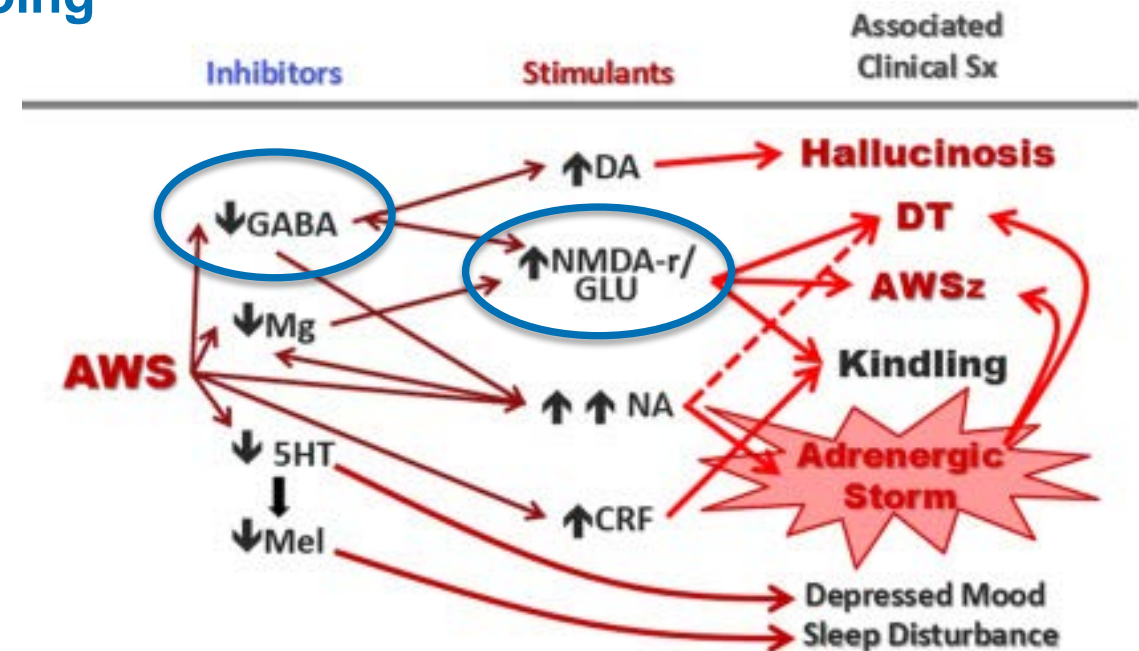 Associated
Inhibitors Stimulants Clinical Sx
Hallucinosis
↑DA
↓GABA
DT
↑NMDA-r/
GLU
AWSz
↓Mg
Kindling
AWS
↑ ↑ NA
↓ 5HT
Adrenergic
Storm
↑CRF
↓Mel
Depressed Mood
Sleep Disturbance